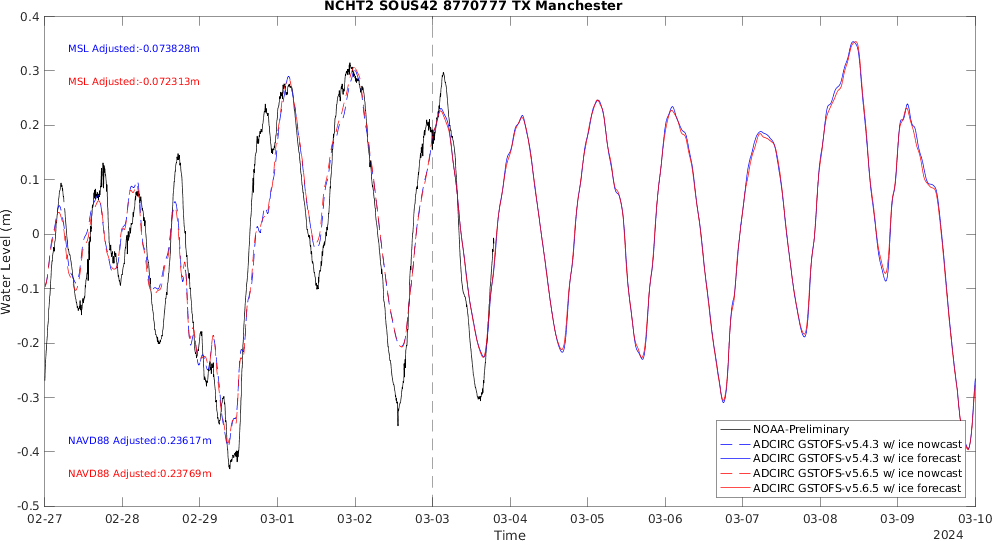 NCHT2 SOUS42 8770777 TX Manchester
0.4
0.3
0.2
0.1
0
-0.1
-0.2
-0.3
-0.4
-0.5
Water Level (m)
MSL Adjusted:-0.073828m
MSL Adjusted:-0.072313m
NAVD88 Adjusted:0.23617m
NAVD88 Adjusted:0.23769m
NOAA-Preliminary
ADCIRC GSTOFS-v5.4.3 w/ ice nowcast
ADCIRC GSTOFS-v5.4.3 w/ ice forecast
ADCIRC GSTOFS-v5.6.5 w/ ice nowcast
ADCIRC GSTOFS-v5.6.5 w/ ice forecast
02-27 02-28 02-29 03-01 03-02 03-03 03-04 03-05 03-06 03-07 03-08 03-09 03-10
Time
2024